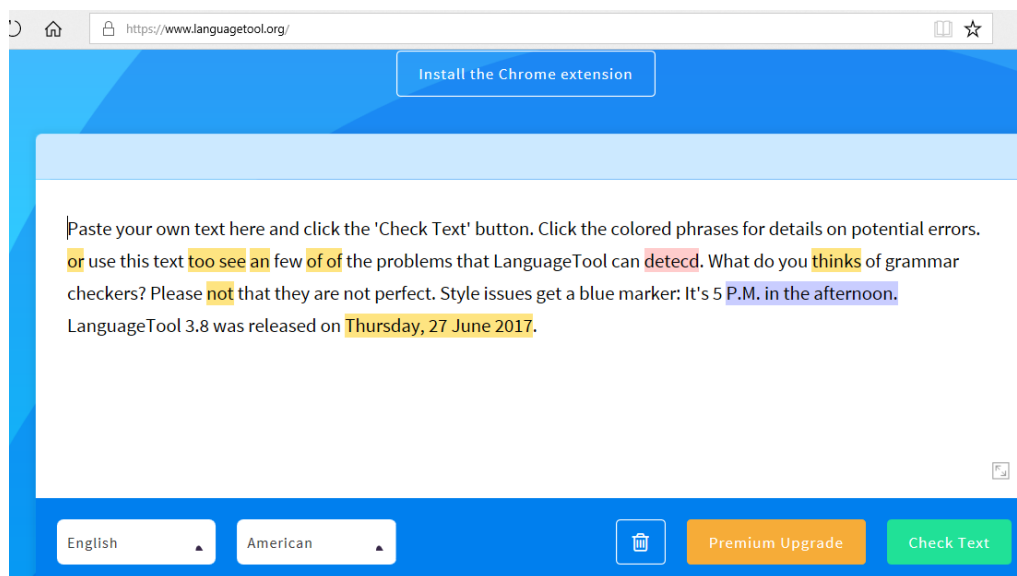 https://www.languagetool.org/
Install the Chrome extension
Paste your own text here and click the 'Check Text' button. Click the colored phrases for details on potential errors.
or use this text too see an few of of the problems that LanguageTool can detecd. What do you thinks of grammar
checkers? Please not that they are not perfect. Style issues get a blue marker: It's 5 P.M. in the afternoon.
LanguageTool 3.8 was released on Thursday, 27 June 2017.
English
American
Premium Upgrade
Check Text